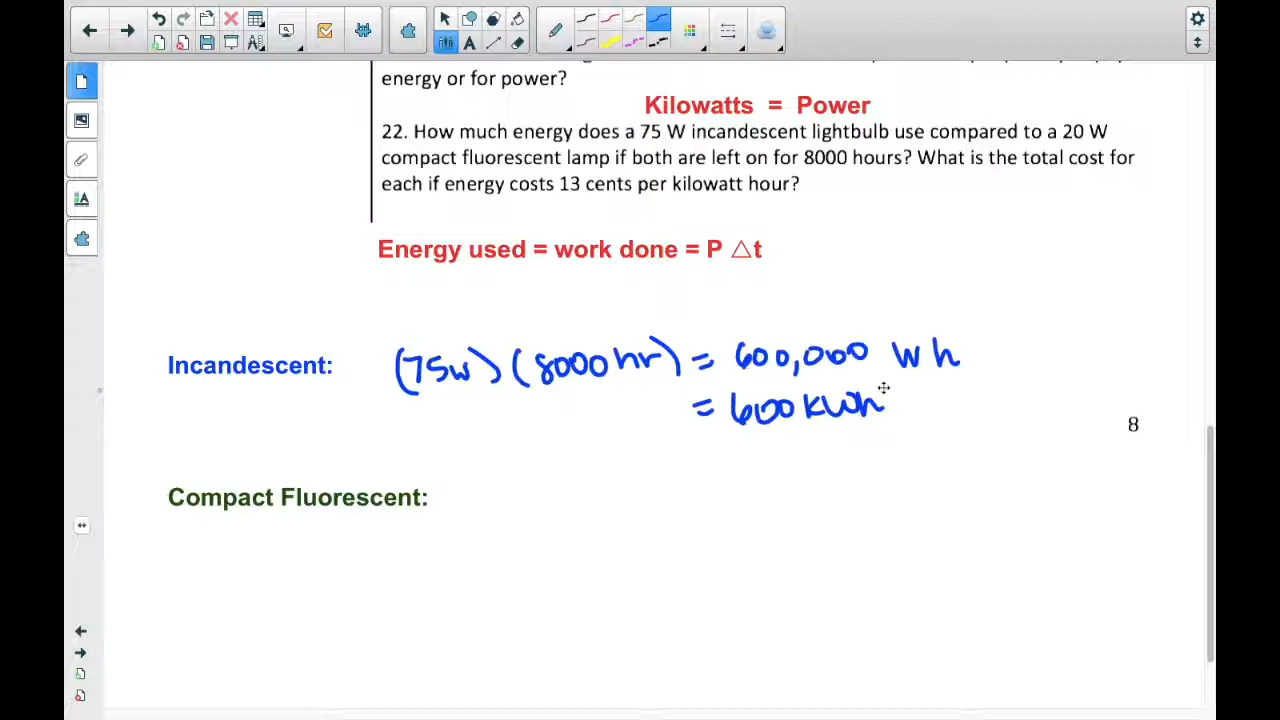 energy or for power?
Kilowatts = Power
22. How much energy does a 75 W incandescent lightbulb use compared to a 20 W
compact fluorescent lamp if both are left on for 8000 hours? What is the total cost for
each if energy costs 13 cents per kilowatt hour?
Energy used = work done = P △t
Incandescent: (75w) (8000 hr) = 600,000 W h
= 600 kWh
8
Compact Fluorescent: